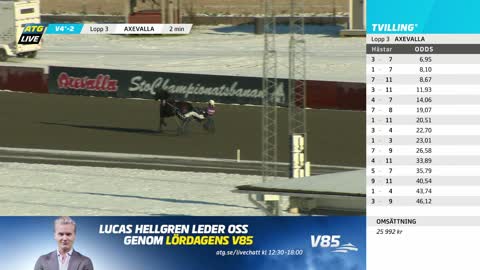 ATG
LIVE
V4®-2 Lopp 3 AXEVALLA 2 min
Axevalla StoChampionatsbanan
TVILLING
Lopp 3 AXEVALLA
Hästar ODDS
3 - 7 6,95
1 - 7 8,10
7 - 11 8,67
3 - 11 11,93
4 - 7 14,06
7 - 8 19,07
1 - 11 20,51
3 - 4 22,70
1 - 3 23,01
7 - 9 26,58
4 - 11 33,89
5 - 7 35,79
9 - 11 40,54
1 - 4 43,74
3 - 9 46,12
OMSÄTTNING
25 992 kr
LUCAS HELLGREN LEDER OSS
GENOM LÖRDAGENS V85
atg.se/livechatt kl 12:30-18:00
V85